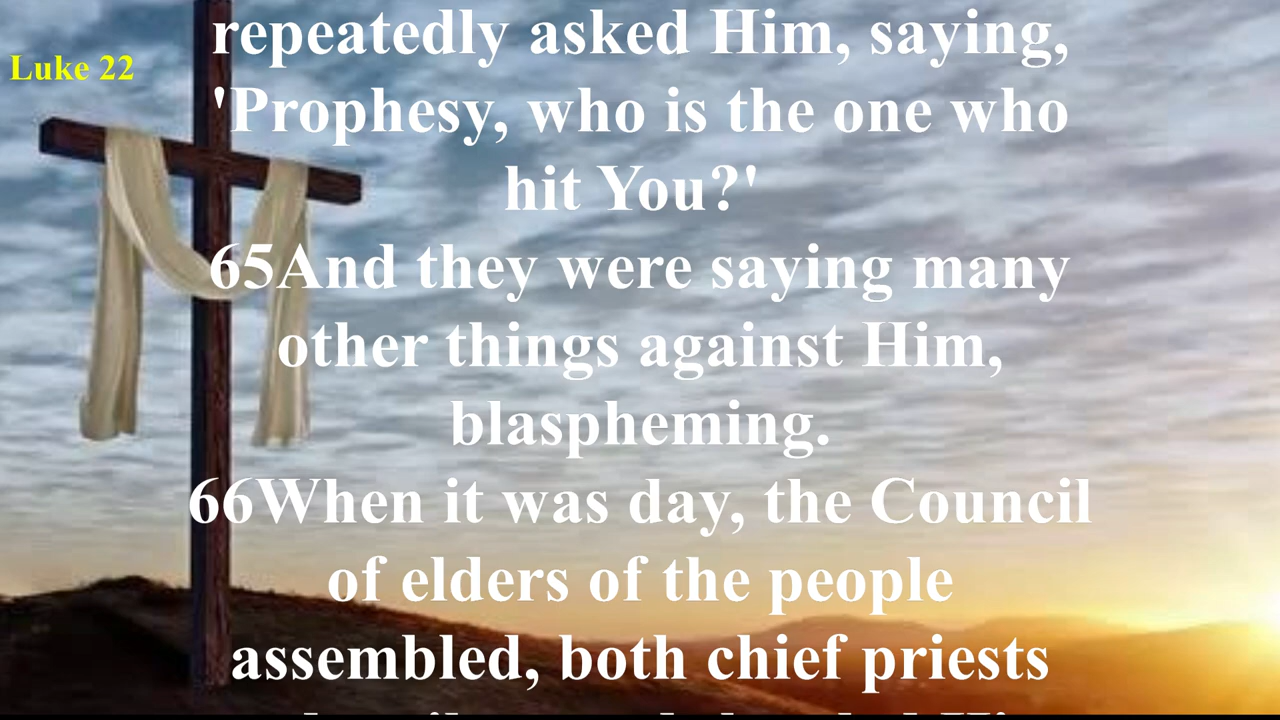 Luke 22
repeatedly asked Him, saying,
'Prophesy, who is the one who
hit You?'
65And they were saying many
other things against Him,
blaspheming.
66When it was day, the Council
of elders of the people
assembled, both chief priests